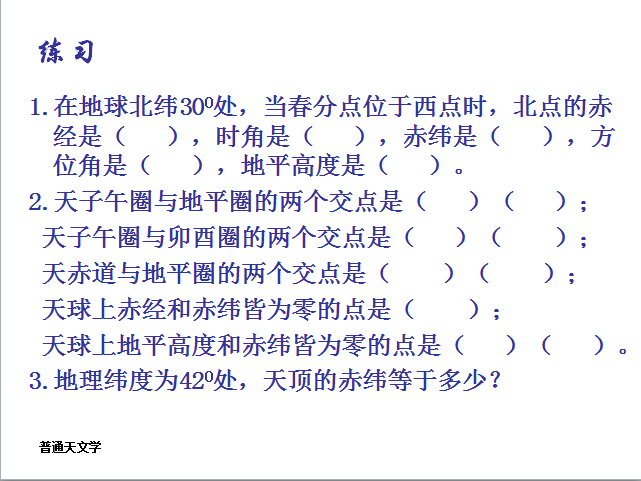 练习
1.在地球北纬30⁰处，当春分点位于西点时，北点的赤
经是（　　），时角是（　　），赤纬是（　　），方
位角是（　　），地平高度是（　　）。
2.天子午圈与地平圈的两个交点是（　　）（　　）；
天子午圈与卯酉圈的两个交点是（　　）（　　）；
天赤道与地平圈的两个交点是（　　）（　　）；
天球上赤经和赤纬皆为零的点是（　　）；
天球上地平高度和赤纬皆为零的点是（　　）（　　）。
3.地理纬度为42⁰处，天顶的赤纬等于多少？
普通天文学